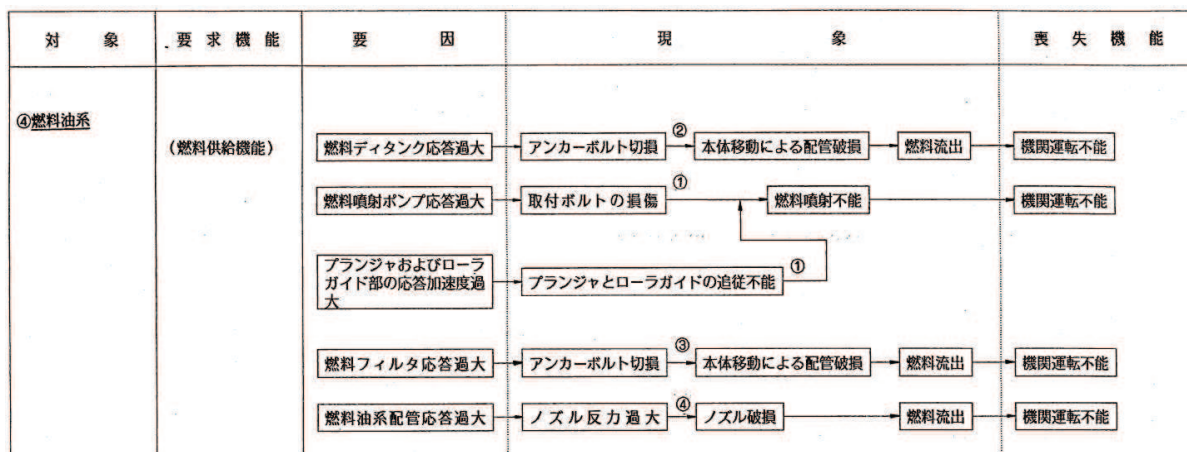 対象 要求機能 要因 現象 喪失機能
④燃料油系
(燃料供給機能)
燃料ディタンク応答過大 アンカーボルト切損 ② 本体移動による配管破損 燃料流出 機関運転不能
燃料噴射ポンプ応答過大 取付ボルトの損傷 ① 燃料噴射不能 機関運転不能
プランジャおよびローラ
ガイド部の応答加速度過
大
プランジャとローラガイドの追従不能 ①
燃料フィルタ応答過大 アンカーボルト切損 ③ 本体移動による配管破損 燃料流出 機関運転不能
燃料油系配管応答過大 ノズル反力過大 ④ ノズル破損 燃料流出 機関運転不能